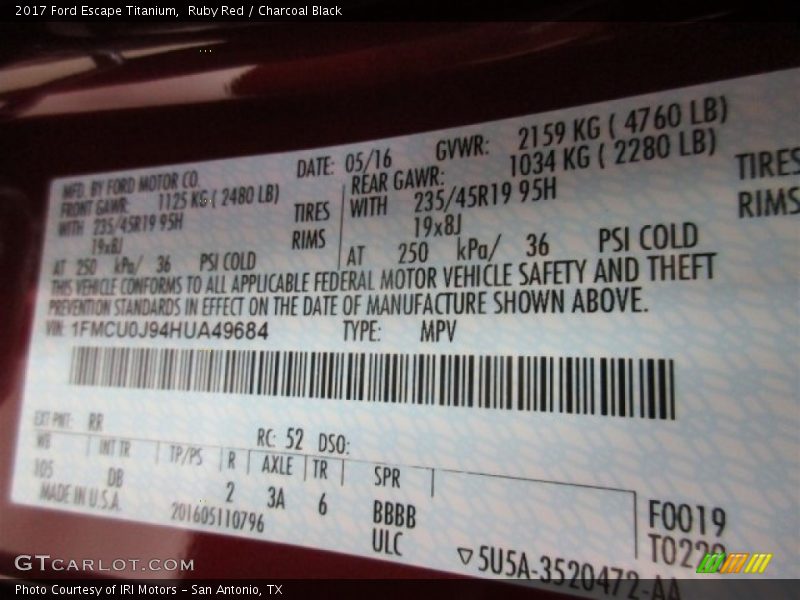 2017 Ford Escape Titanium,  Ruby Red / Charcoal Black
MFD. BY FORD MOTOR CO. DATE: 05/16 GVWR: 2159 KG ( 4760 LB)
FRONT GAWR: 1125 KG ( 2480 LB) REAR GAWR: 1034 KG ( 2280 LB)
WITH 235/45R19 95H TIRES WITH 235/45R19 95H TIRES
19x8J RIMS 19x8J RIMS
AT 250 kPa/ 36 PSI COLD AT 250 kPa/ 36 PSI COLD
THIS VEHICLE CONFORMS TO ALL APPLICABLE FEDERAL MOTOR VEHICLE SAFETY AND THEFT
PREVENTION STANDARDS IN EFFECT ON THE DATE OF MANUFACTURE SHOWN ABOVE.
VIN: 1FMCU0J94HUA49684 TYPE: MPV
EXT PNT: RR RC: 52 DSO:
WB INT TR TP/PS R AXLE TR SPR
105 DB 2 3A 6 BBBB F0019
MADE IN U.S.A. 201605110796 ULC
▽5U5A-3520472-AA
GTCarLot.com
Photo Courtesy of IRI Motors – San Antonio, TX